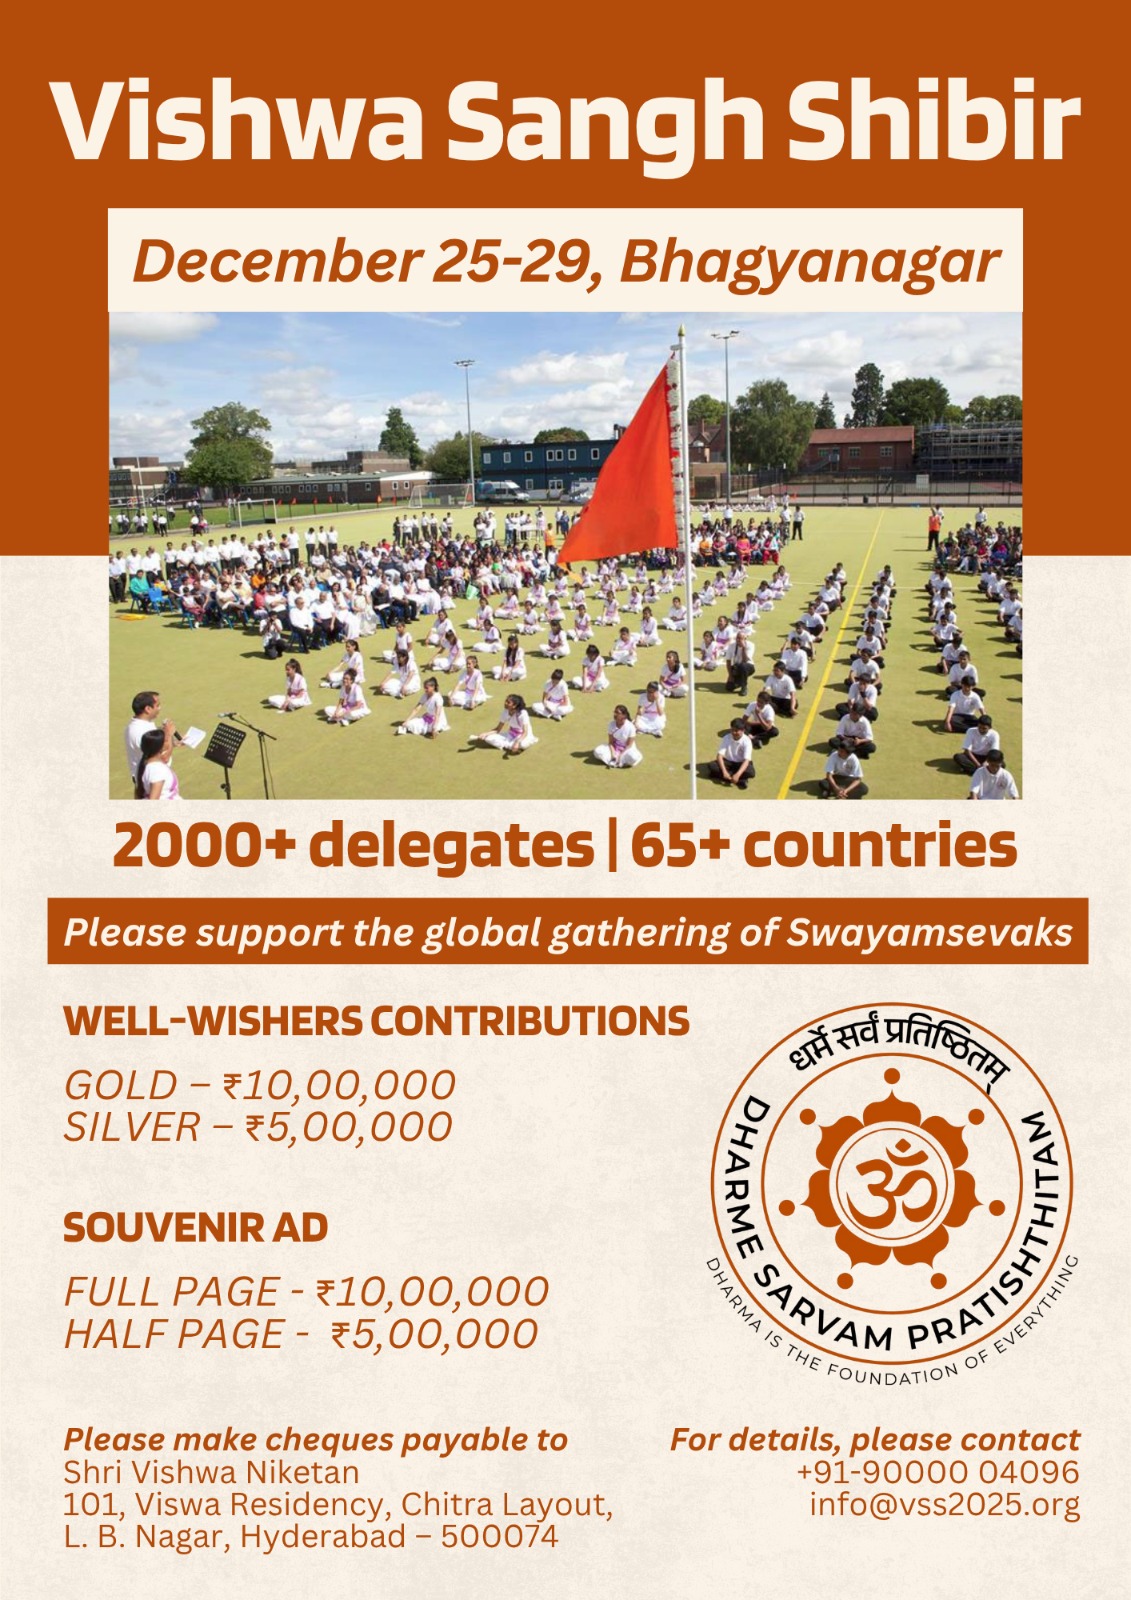 Vishwa Sangh Shibir
December 25-29, Bhagyanagar
2000+ delegates | 65+ countries
Please support the global gathering of Swayamsevaks
WELL-WISHERS CONTRIBUTIONS
GOLD – ₹10,00,000
SILVER – ₹5,00,000
SOUVENIR AD
FULL PAGE - ₹10,00,000
HALF PAGE - ₹5,00,000
धर्मे सर्वं प्रतिष्ठितम्
DHARME SARVAM PRATISHTHITAM
DHARMA IS THE FOUNDATION OF EVERYTHING
ॐ
Please make cheques payable to
Shri Vishwa Niketan
101, Viswa Residency, Chitra Layout,
L. B. Nagar, Hyderabad – 500074
For details, please contact
+91-90000 04096
info@vss2025.org